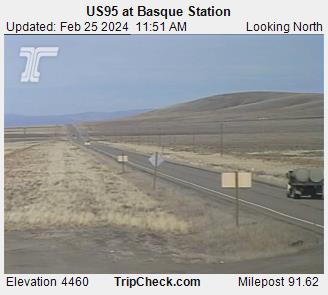 US95 at Basque Station
Updated: Feb 25 2024 11:51 AM Looking North
Elevation 4460 TripCheck.com Milepost 91.62